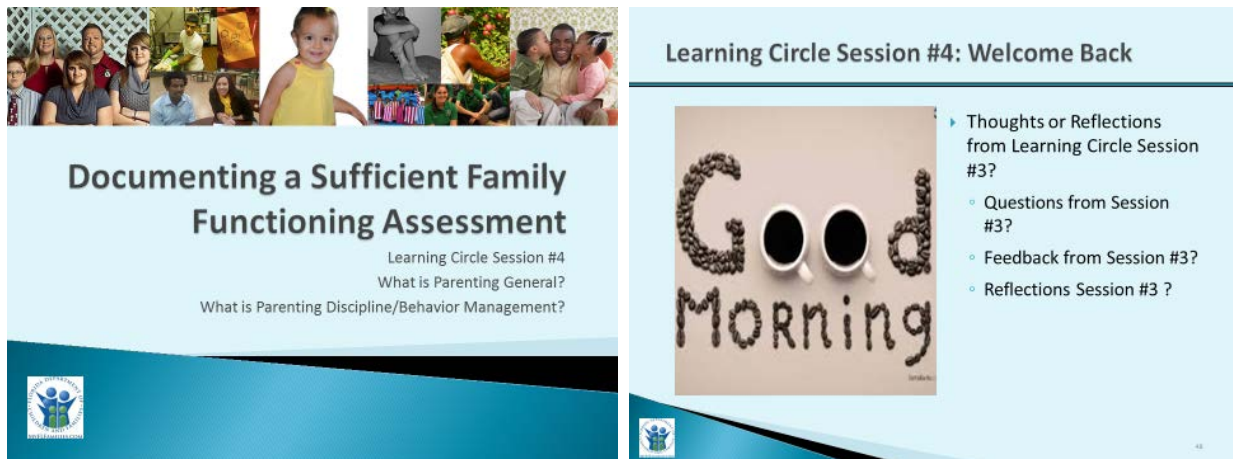 Documenting a Sufficient Family
Functioning Assessment
Learning Circle Session #4
What is Parenting General?
What is Parenting Discipline/Behavior Management?
MYFLFAMILIES.COM
Learning Circle Session #4: Welcome Back
Good
Morning
Thoughts or Reflections
from Learning Circle Session
#3?
Questions from Session
#3?
Feedback from Session #3?
Reflections Session #3 ?